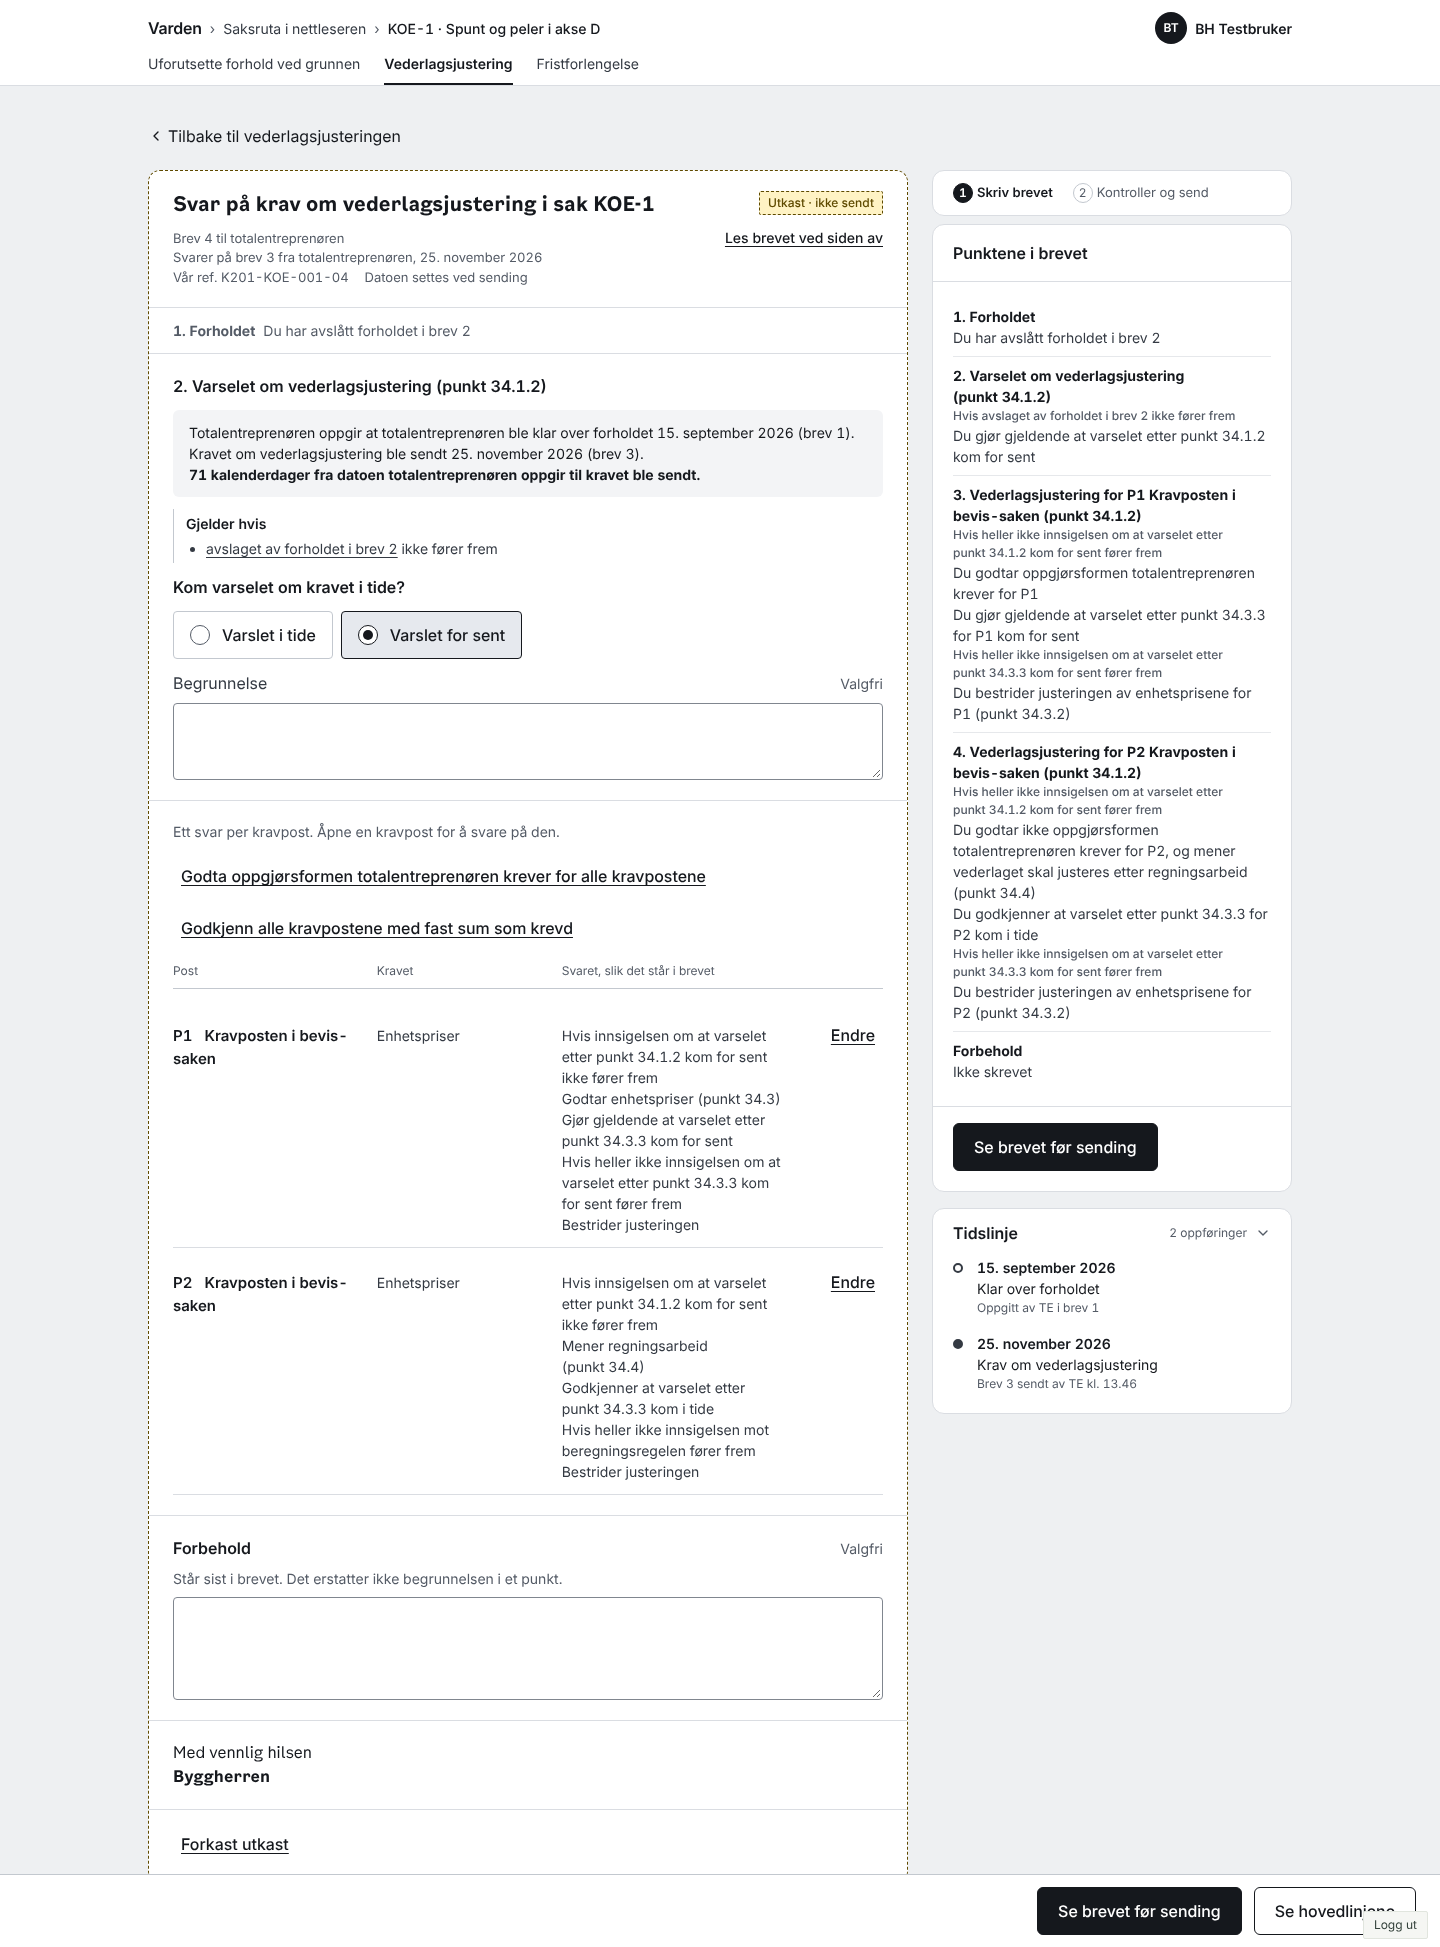 Varden › Saksruta i nettleseren › KOE-1 · Spunt og peler i akse D
BT BH Testbruker
Uforutsette forhold ved grunnen Vederlagsjustering Fristforlengelse
‹ Tilbake til vederlagsjusteringen
Svar på krav om vederlagsjustering i sak KOE-1
Utkast · ikke sendt
Brev 4 til totalentreprenøren
Les brevet ved siden av
Svarer på brev 3 fra totalentreprenøren, 25. november 2026
Vår ref. K201-KOE-001-04 Datoen settes ved sending
1. Forholdet Du har avslått forholdet i brev 2
2. Varselet om vederlagsjustering (punkt 34.1.2)
Totalentreprenøren oppgir at totalentreprenøren ble klar over forholdet 15. september 2026 (brev 1).
Kravet om vederlagsjustering ble sendt 25. november 2026 (brev 3).
71 kalenderdager fra datoen totalentreprenøren oppgir til kravet ble sendt.
Gjelder hvis
• avslaget av forholdet i brev 2 ikke fører frem
Kom varselet om kravet i tide?
Varslet i tide
Varslet for sent
Begrunnelse
Valgfri
Ett svar per kravpost. Åpne en kravpost for å svare på den.
Godta oppgjørsformen totalentreprenøren krever for alle kravpostene
Godkjenn alle kravpostene med fast sum som krevd
Post Kravet Svaret, slik det står i brevet
P1 Kravposten i bevis-
saken
Enhetspriser
Hvis innsigelsen om at varselet
etter punkt 34.1.2 kom for sent
ikke fører frem
Godtar enhetspriser (punkt 34.3)
Gjør gjeldende at varselet etter
punkt 34.3.3 kom for sent
Hvis heller ikke innsigelsen om at
varselet etter punkt 34.3.3 kom
for sent fører frem
Bestrider justeringen
Endre
P2 Kravposten i bevis-
saken
Enhetspriser
Hvis innsigelsen om at varselet
etter punkt 34.1.2 kom for sent
ikke fører frem
Mener regningsarbeid
(punkt 34.4)
Godkjenner at varselet etter
punkt 34.3.3 kom i tide
Hvis heller ikke innsigelsen mot
beregningsregelen fører frem
Bestrider justeringen
Endre
Forbehold
Valgfri
Står sist i brevet. Det erstatter ikke begrunnelsen i et punkt.
Med vennlig hilsen
Byggherren
Forkast utkast
1 Skriv brevet 2 Kontroller og send
Punktene i brevet
1. Forholdet
Du har avslått forholdet i brev 2
2. Varselet om vederlagsjustering
(punkt 34.1.2)
Hvis avslaget av forholdet i brev 2 ikke fører frem
Du gjør gjeldende at varselet etter punkt 34.1.2
kom for sent
3. Vederlagsjustering for P1 Kravposten i
bevis-saken (punkt 34.1.2)
Hvis heller ikke innsigelsen om at varselet etter
punkt 34.1.2 kom for sent fører frem
Du godtar oppgjørsformen totalentreprenøren
krever for P1
Du gjør gjeldende at varselet etter punkt 34.3.3
for P1 kom for sent
Hvis heller ikke innsigelsen om at varselet etter
punkt 34.3.3 kom for sent fører frem
Du bestrider justeringen av enhetsprisene for
P1 (punkt 34.3.2)
4. Vederlagsjustering for P2 Kravposten i
bevis-saken (punkt 34.1.2)
Hvis heller ikke innsigelsen om at varselet etter
punkt 34.1.2 kom for sent fører frem
Du godtar ikke oppgjørsformen
totalentreprenøren krever for P2, og mener
vederlaget skal justeres etter regningsarbeid
(punkt 34.4)
Du godkjenner at varselet etter punkt 34.3.3 for
P2 kom i tide
Hvis heller ikke innsigelsen om at varselet etter
punkt 34.3.3 kom for sent fører frem
Du bestrider justeringen av enhetsprisene for
P2 (punkt 34.3.2)
Forbehold
Ikke skrevet
Se brevet før sending
Tidslinje
2 oppføringer
15. september 2026
Klar over forholdet
Oppgitt av TE i brev 1
25. november 2026
Krav om vederlagsjustering
Brev 3 sendt av TE kl. 13.46
Se brevet før sending
Se
Logg ut